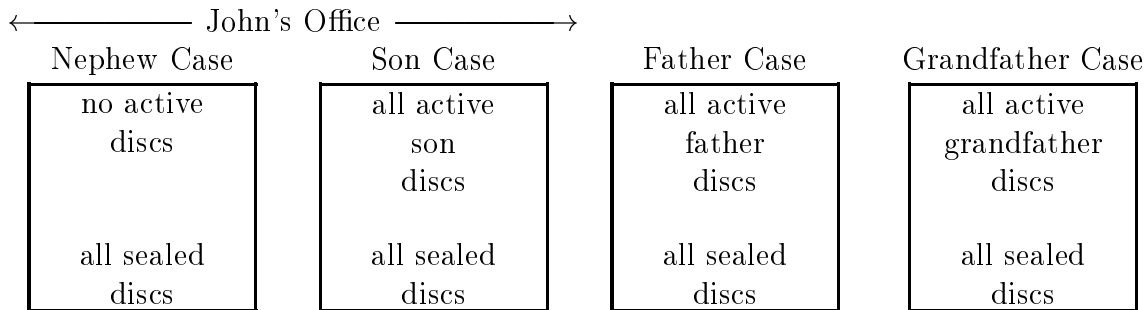 John's Office
Nephew Case Son Case Father Case Grandfather Case
no active all active all active all active
discs son father grandfather
discs discs discs
all sealed all sealed all sealed all sealed
discs discs discs discs